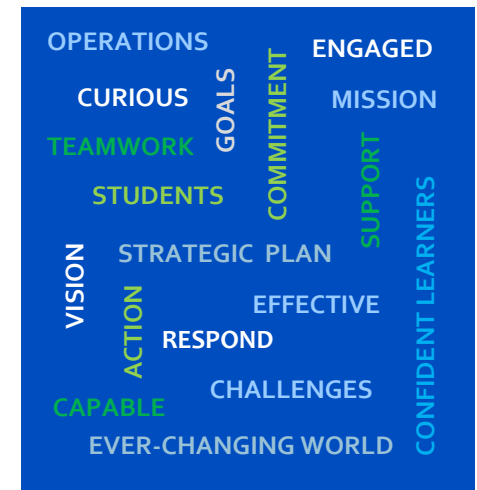 OPERATIONS
ENGAGED
CURIOUS
GOALS
COMMITMENT
MISSION
TEAMWORK
SUPPORT
STUDENTS
CONFIDENT LEARNERS
VISION
STRATEGIC PLAN
ACTION
EFFECTIVE
RESPOND
CHALLENGES
CAPABLE
EVER-CHANGING WORLD